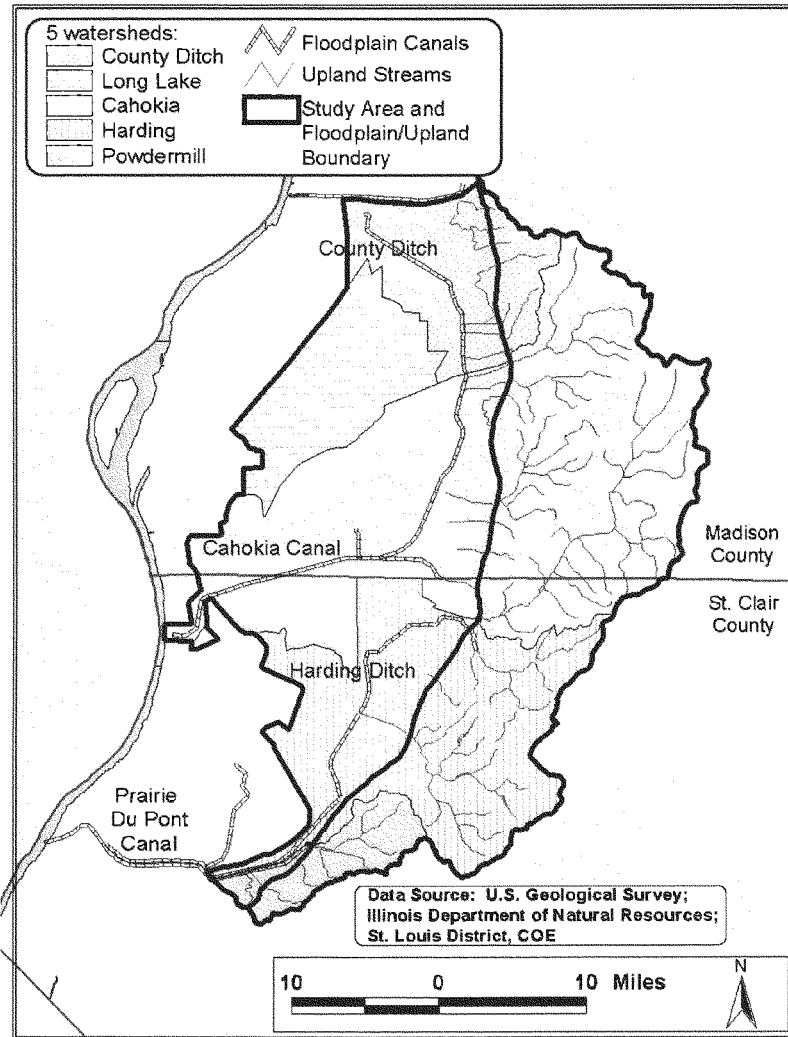 5 watersheds:
County Ditch
Long Lake
Cahokia
Harding
Powdermill
Floodplain Canals
Upland Streams
Study Area and
Floodplain/Upland
Boundary
County Ditch
Cahokia Canal
Madison
County
St. Clair
County
Harding Ditch
Prairie
Du Pont
Canal
Data Source: U.S. Geological Survey;
Illinois Department of Natural Resources;
St. Louis District, COE
10 0 10 Miles
N